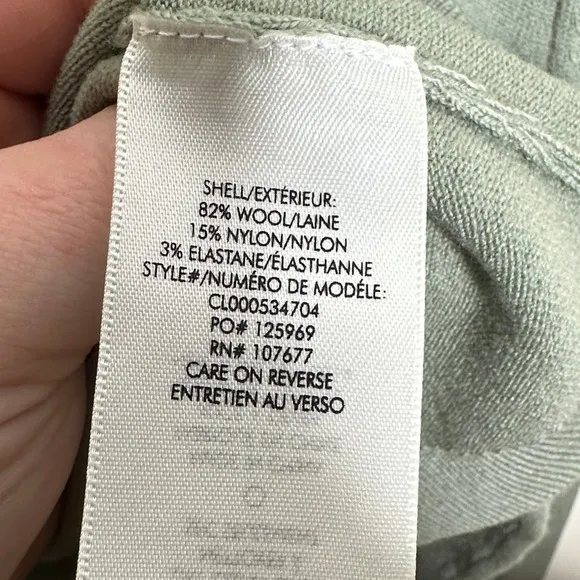 SHELL/EXTÉRIEUR:
82% WOOL/LAINE
15% NYLON/NYLON
3% ELASTANE/ÉLASTHANNE
STYLE#/NUMÉRO DE MODÉLE:
CL000534704
PO# 125969
RN# 107677
CARE ON REVERSE
ENTRETIEN AU VERSO